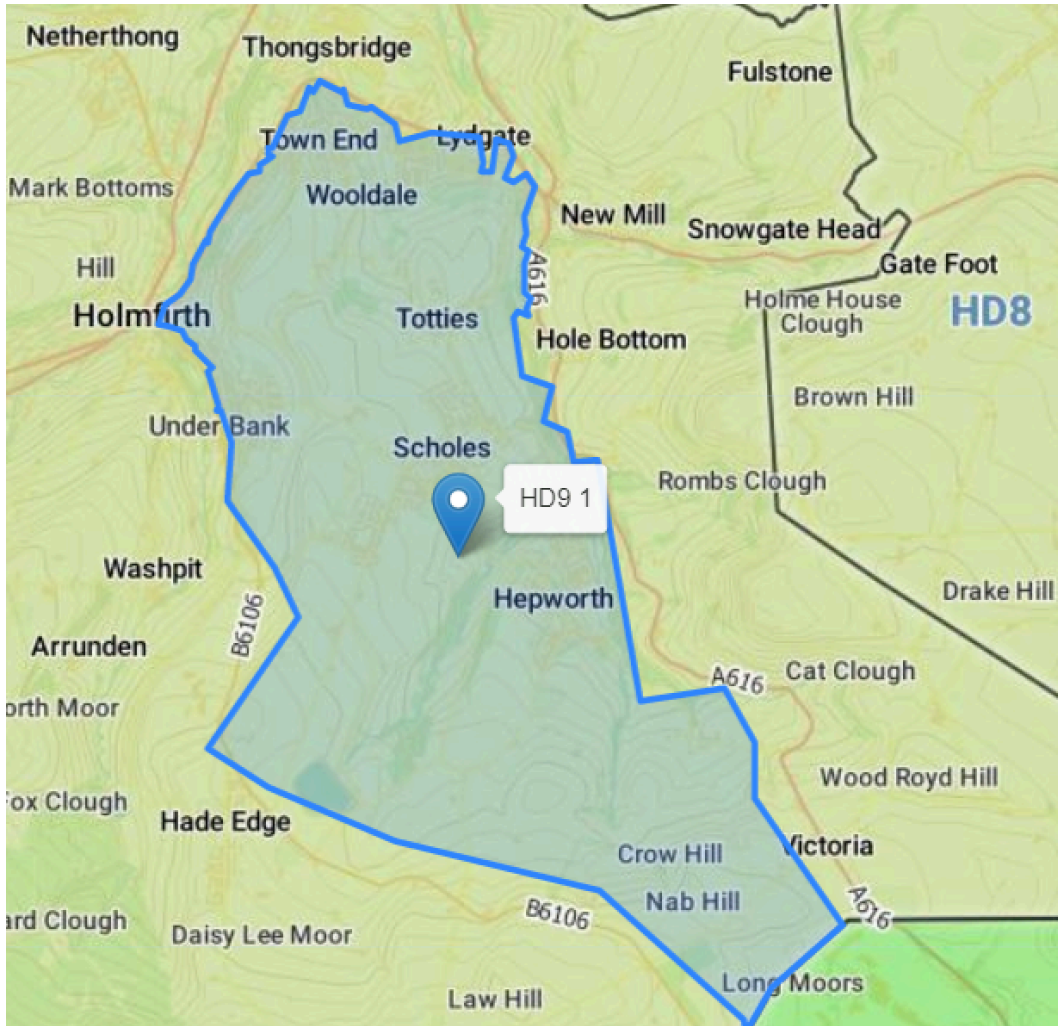 Netherthong
Thongsbridge
Fulstone
Town End
Lydgate
Mark Bottoms
Wooldale
New Mill
Snowgate Head
Hill
A616
Gate Foot
Holmfirth
Totties
Holme House
Clough
HD8
Hole Bottom
Brown Hill
Under Bank
Scholes
Rombs Clough
HD9 1
Washpit
Hepworth
Drake Hill
B6106
Arrunden
A616
Cat Clough
orth Moor
Wood Royd Hill
Fox Clough
Hade Edge
Victoria
Crow Hill
Nab Hill
A616
B6106
ard Clough
Daisy Lee Moor
Long Moors
Law Hill